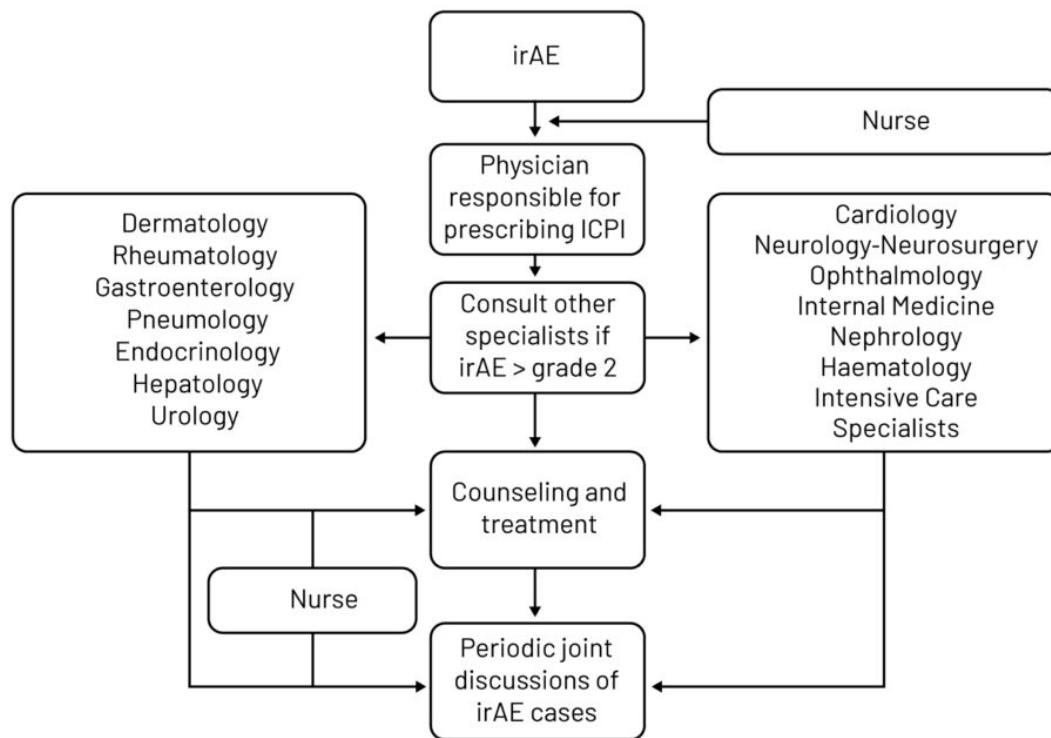 irAE
Nurse
Physician
responsible for
prescribing ICPI
Dermatology
Rheumatology
Gastroenterology
Pneumology
Endocrinology
Hepatology
Urology
Consult other
specialists if
irAE > grade 2
Cardiology
Neurology-Neurosurgery
Ophthalmology
Internal Medicine
Nephrology
Haematology
Intensive Care
Specialists
Counseling and
treatment
Nurse
Periodic joint
discussions of
irAE cases